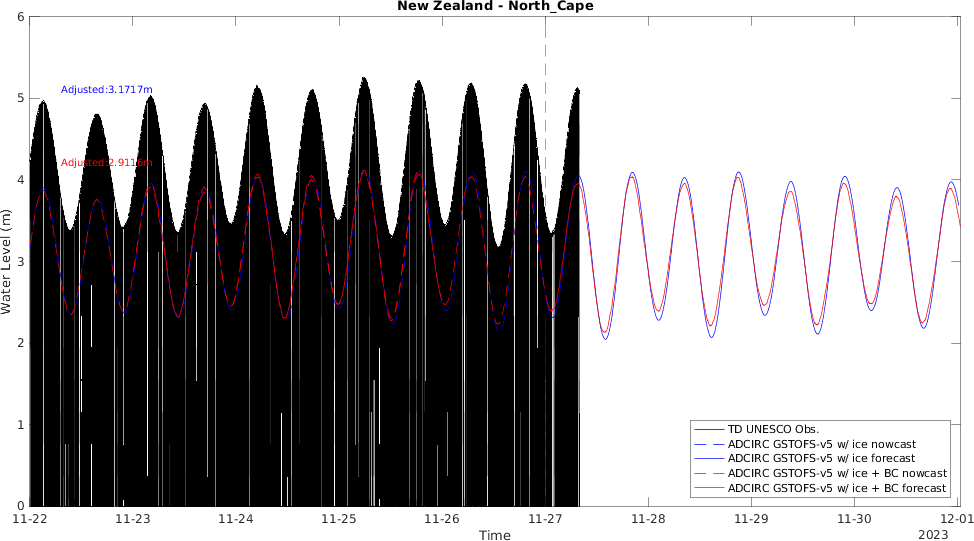 New Zealand - North_Cape
6
5
4
3
2
1
0
Water Level (m)
Adjusted:3.1717m
Adjusted:2.9116m
TD UNESCO Obs.
ADCIRC GSTOFS-v5 w/ ice nowcast
ADCIRC GSTOFS-v5 w/ ice forecast
ADCIRC GSTOFS-v5 w/ ice + BC nowcast
ADCIRC GSTOFS-v5 w/ ice + BC forecast
11-22 11-23 11-24 11-25 11-26 11-27 11-28 11-29 11-30 12-01
Time
2023